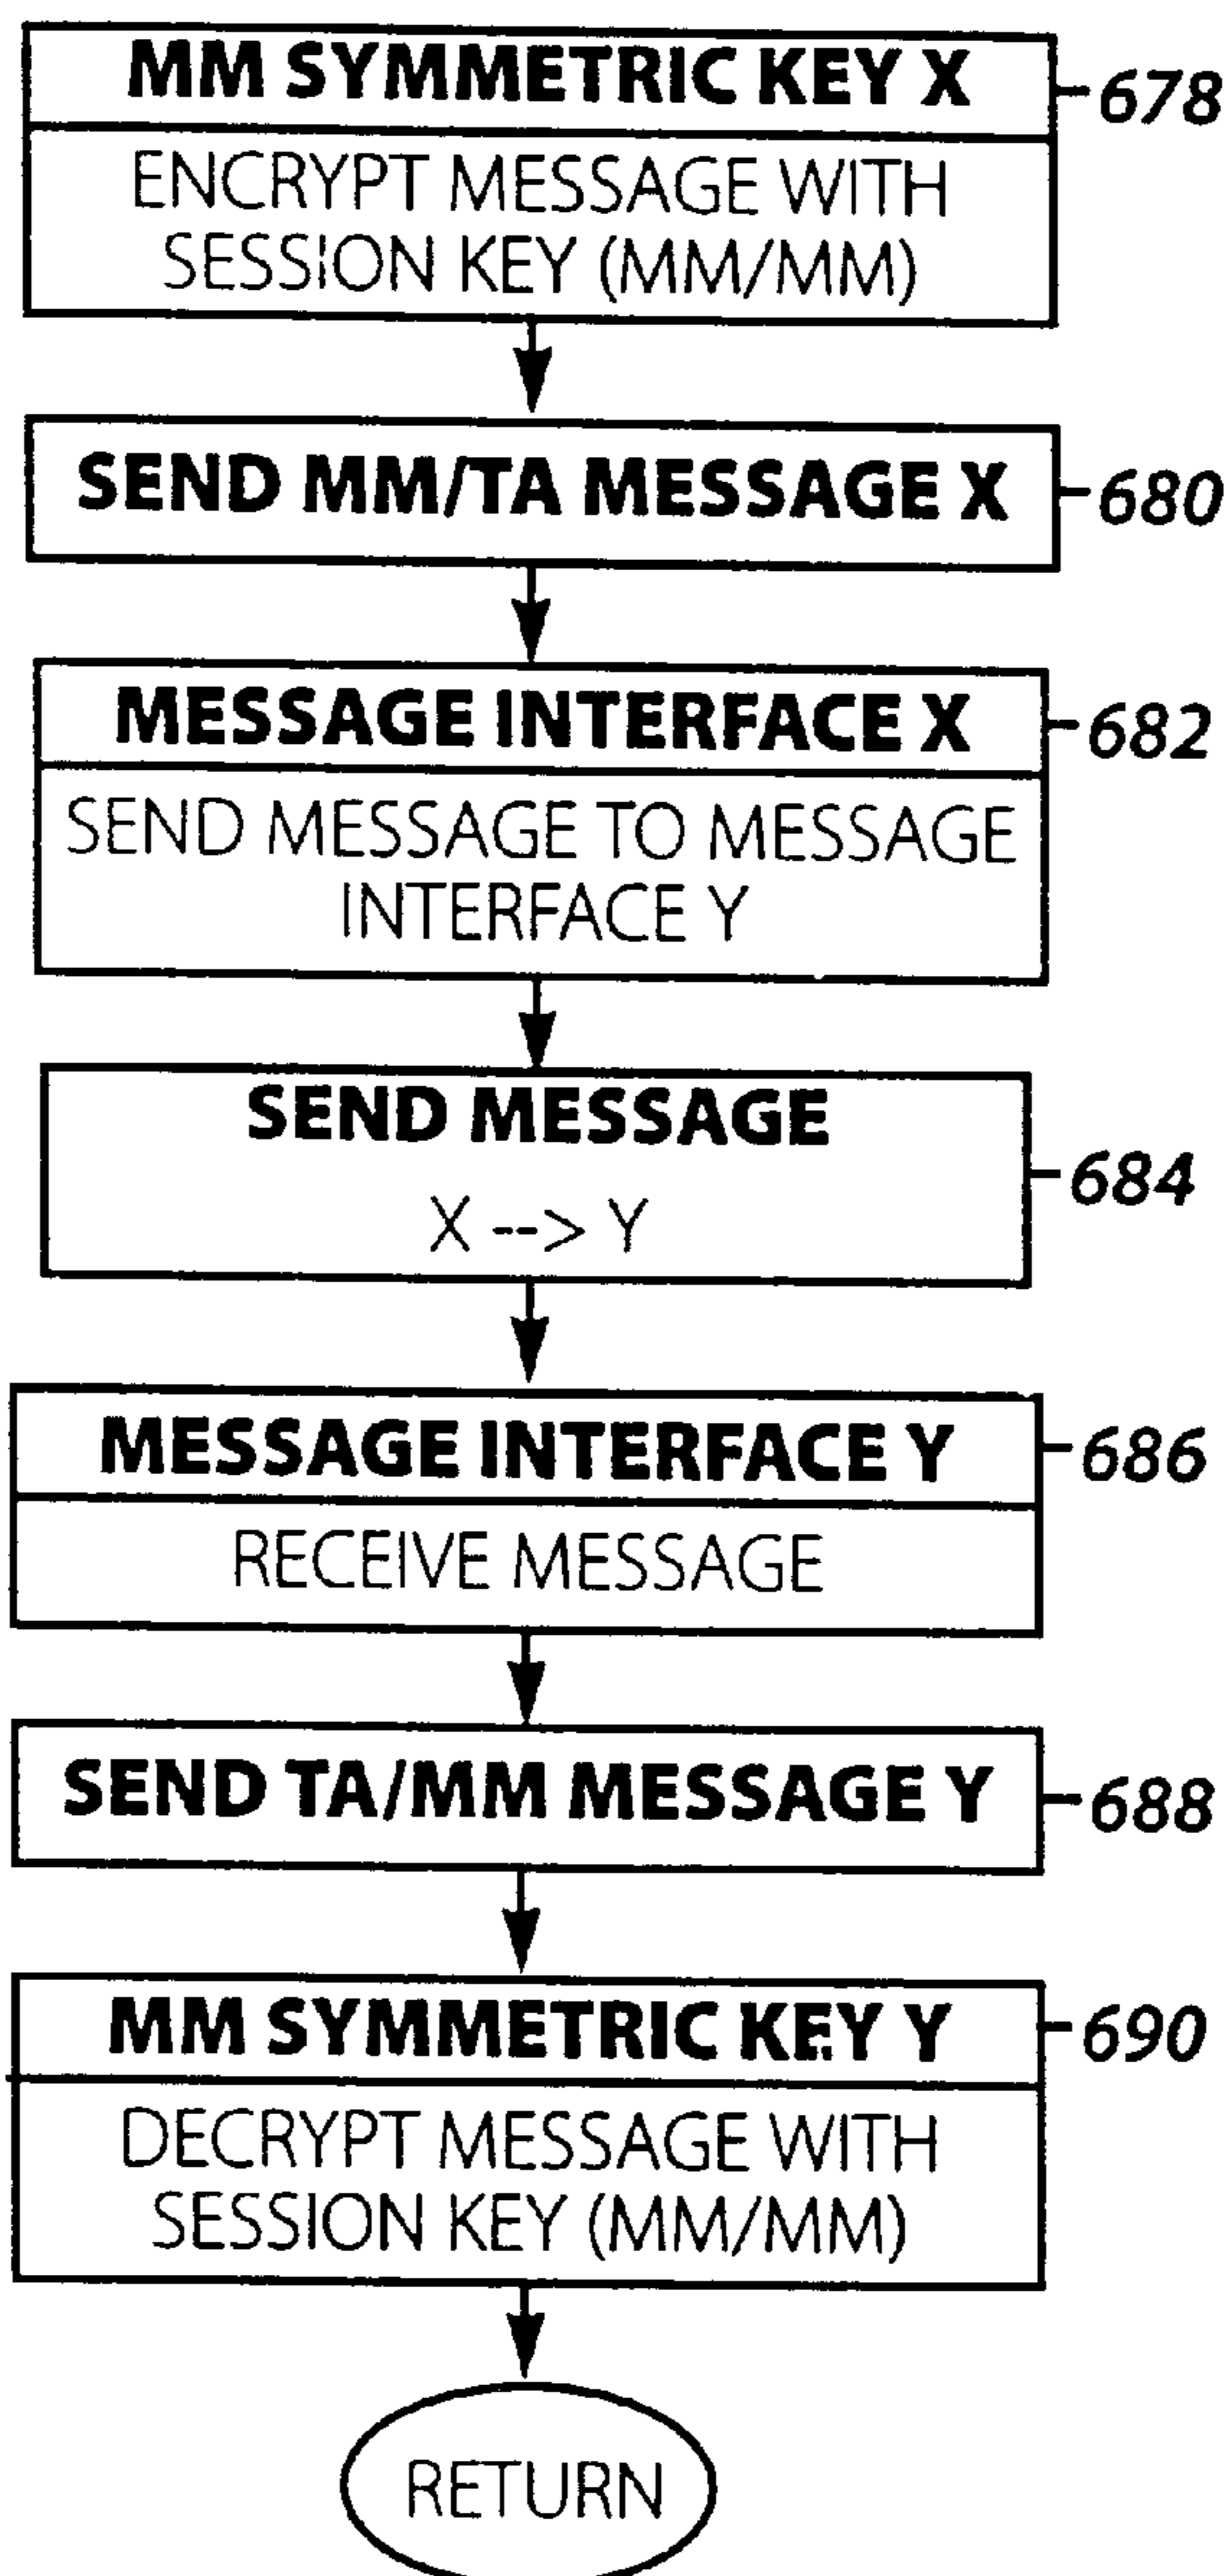 MM SYMMETRIC KEY X
678
ENCRYPT MESSAGE WITH
SESSION KEY (MM/MM)
SEND MM/TA MESSAGE X
680
MESSAGE INTERFACE X
682
SEND MESSAGE TO MESSAGE
INTERFACE Y
SEND MESSAGE
684
X --> Y
MESSAGE INTERFACE Y
686
RECEIVE MESSAGE
SEND TA/MM MESSAGE Y
688
MM SYMMETRIC KEY Y
690
DECRYPT MESSAGE WITH
SESSION KEY (MM/MM)
RETURN